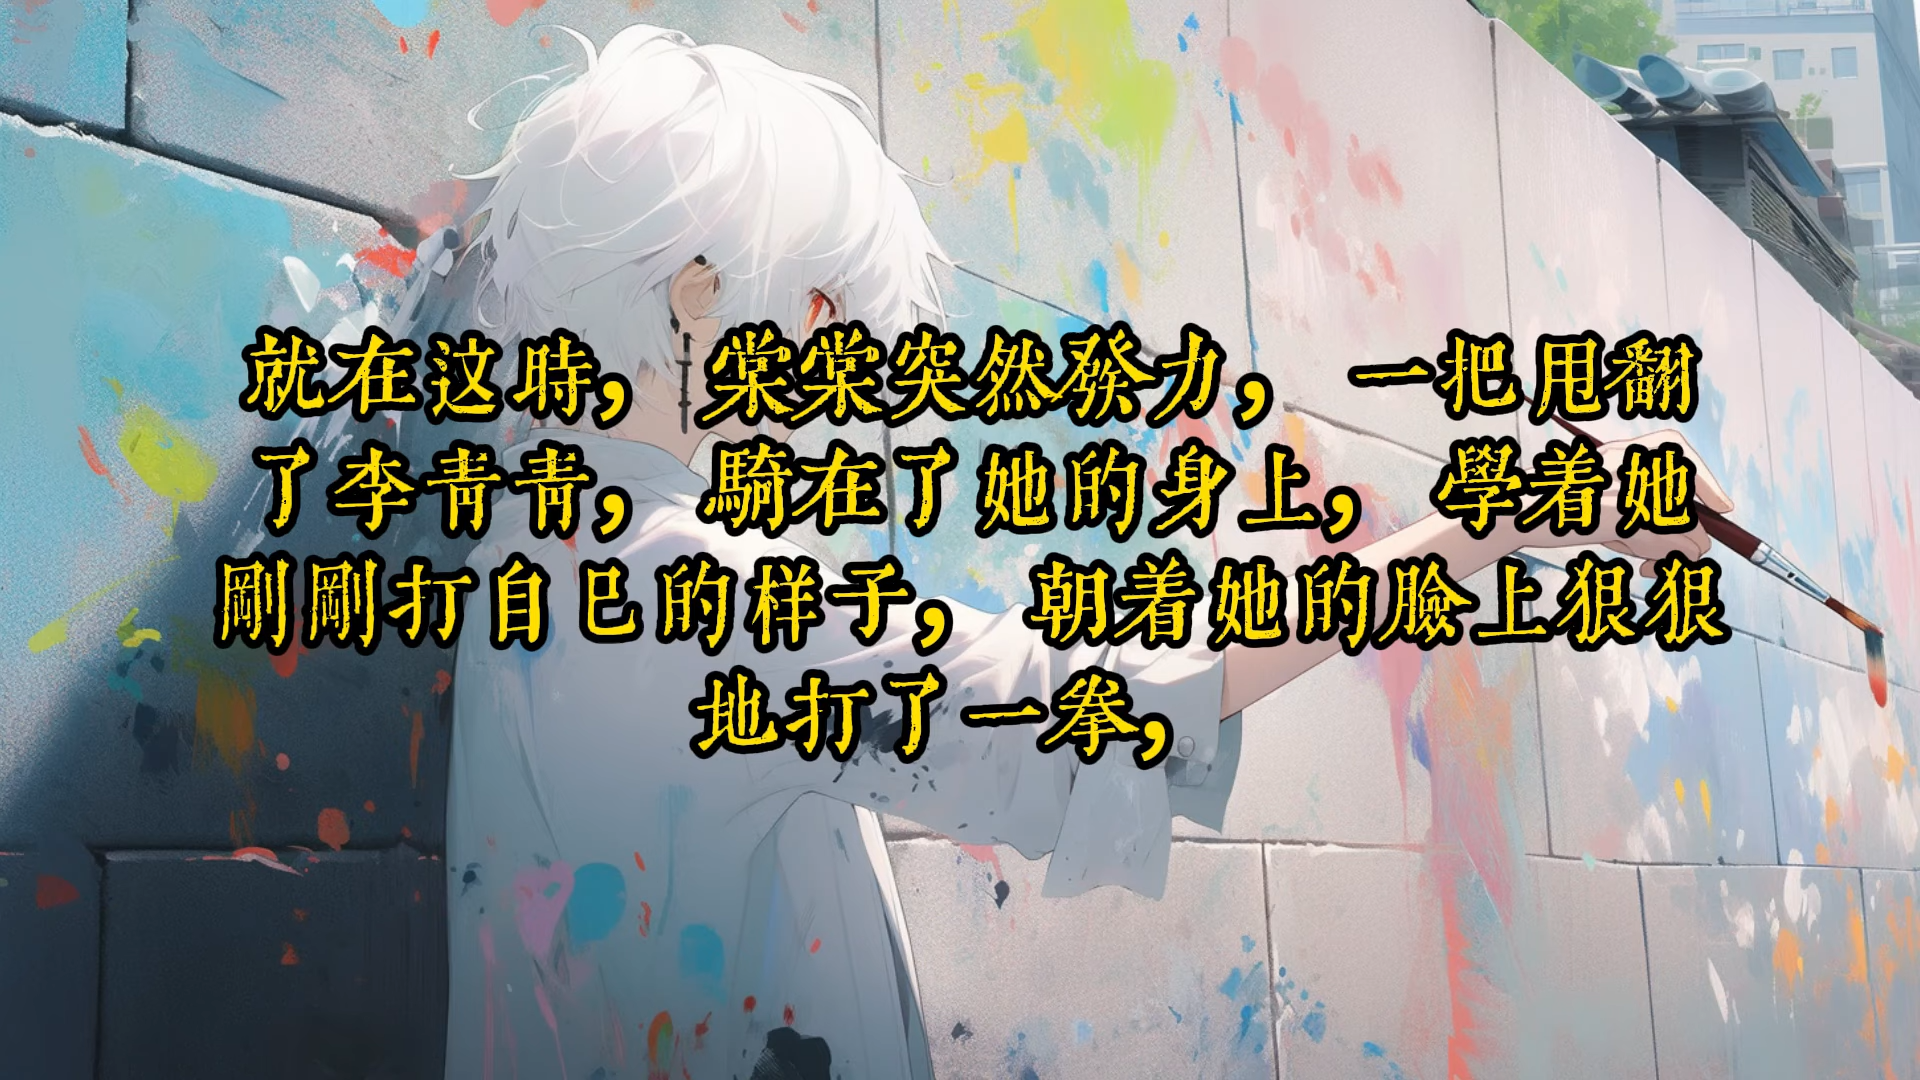 就在这時，棠棠突然發力，一把甩翻
了李青青，騎在了她的身上，學着她
剛剛打自己的样子，朝着她的臉上狠狠
地打了一拳，